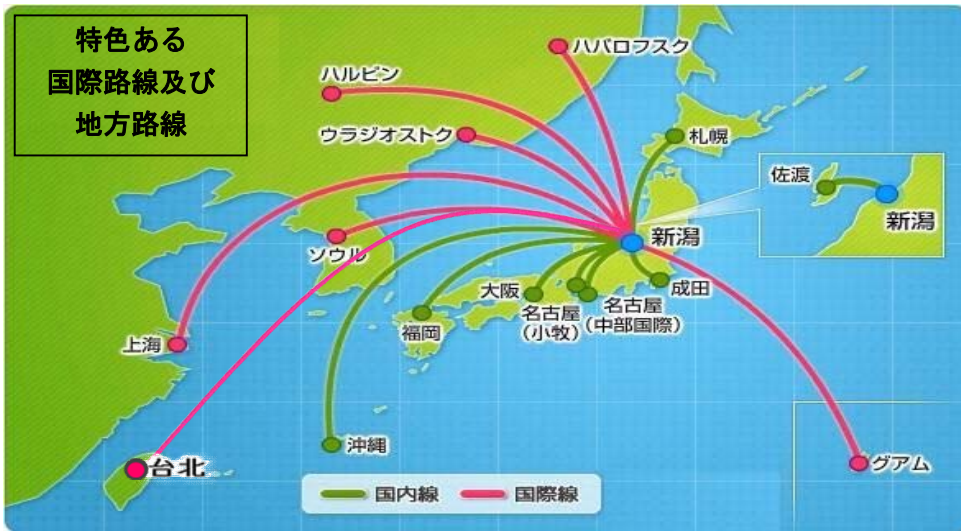 特色ある
国際路線及び
地方路線
ハバロフスク
ハルビン
ウラジオストク
札幌
佐渡
新潟
新潟
ソウル
成田
大阪
名古屋
(小牧)
名古屋
(中部国際)
福岡
上海
沖縄
台北
グアム
国内線
国際線